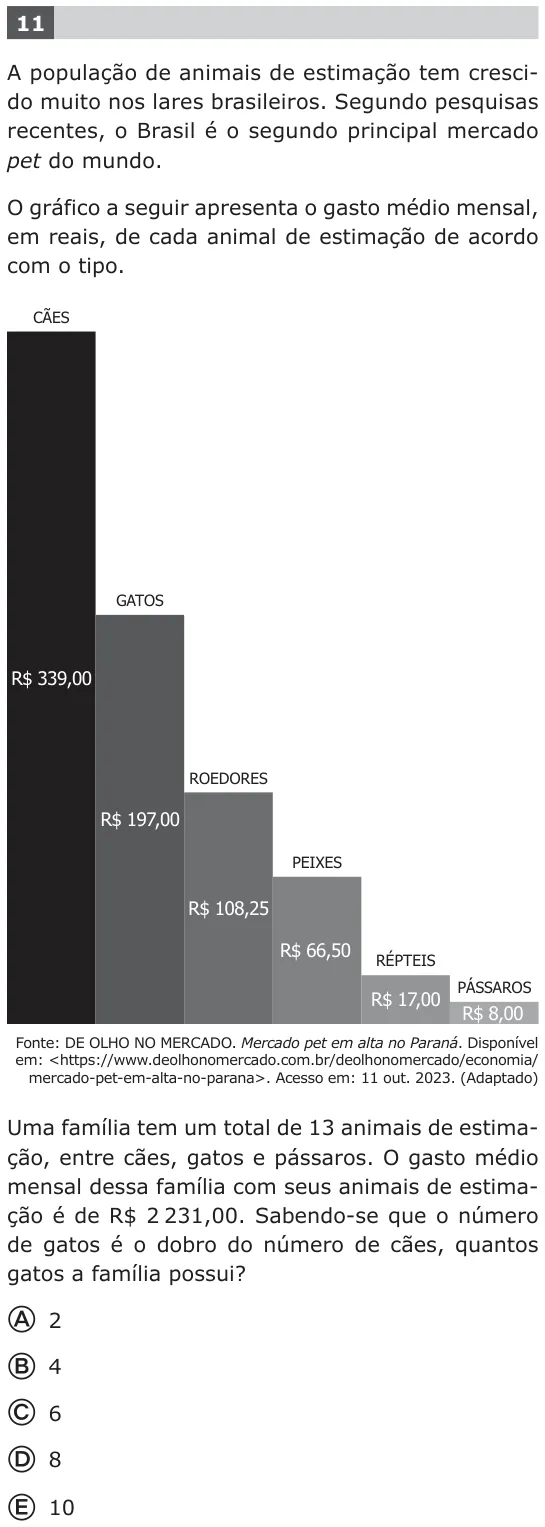 11
A população de animais de estimação tem cresci-
do muito nos lares brasileiros. Segundo pesquisas
recentes, o Brasil é o segundo principal mercado
pet do mundo.
O gráfico a seguir apresenta o gasto médio mensal,
em reais, de cada animal de estimação de acordo
com o tipo.
CÃES
GATOS
R$ 339,00
ROEDORES
R$ 197,00
PEIXES
R$ 108,25
R$ 66,50
RÉPTEIS
PÁSSAROS
R$ 17,00
R$ 8,00
Fonte: DE OLHO NO MERCADO. Mercado pet em alta no Paraná. Disponível
em: <https://www.deolhonomercado.com.br/deolhonomercado/economia/
mercado-pet-em-alta-no-parana>. Acesso em: 11 out. 2023. (Adaptado)
Uma família tem um total de 13 animais de estima-
ção, entre cães, gatos e pássaros. O gasto médio
mensal dessa família com seus animais de estima-
ção é de R$ 2 231,00. Sabendo-se que o número
de gatos é o dobro do número de cães, quantos
gatos a família possui?
A 2
B 4
C 6
D 8
E 10